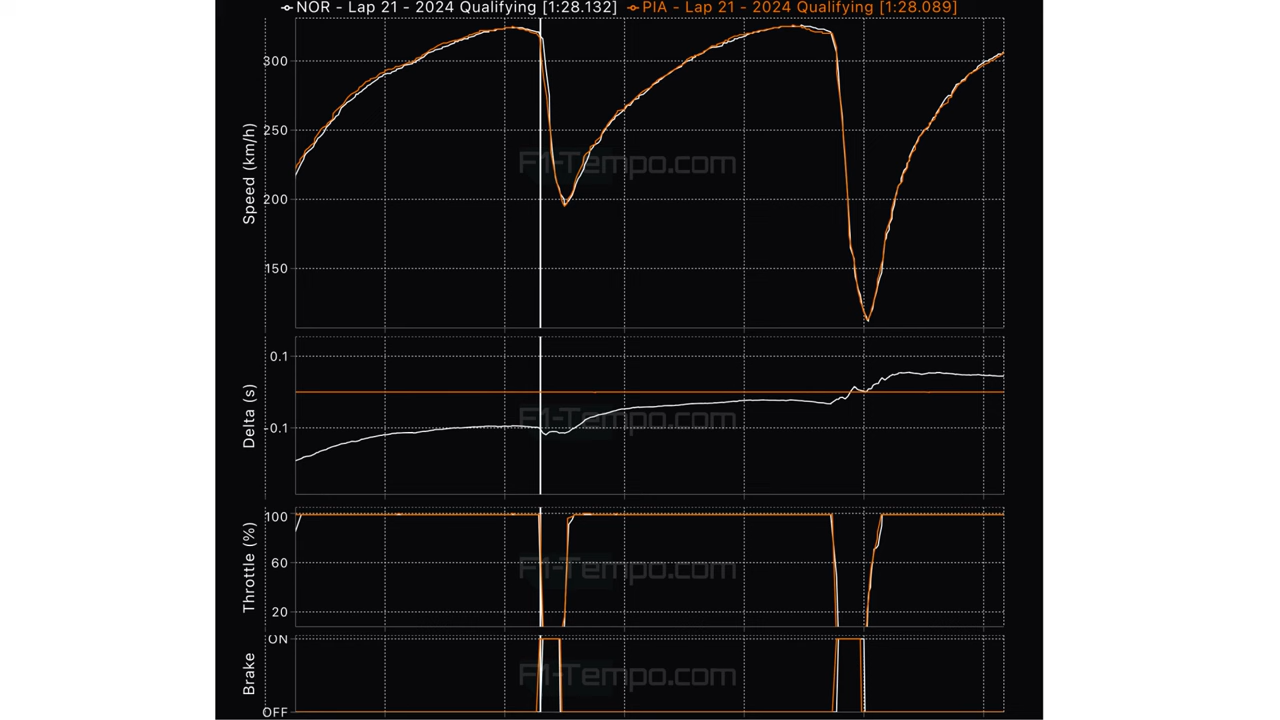 NOR - Lap 21 - 2024 Qualifying [1:28.132] PIA - Lap 21 - 2024 Qualifying [1:28.089]
300
250
200
150
Speed (km/h)
F1-Tempo.com
0.1
-0.1
Delta (s)
F1-Tempo.com
100
60
20
Throttle (%)
F1-Tempo.com
ON
OFF
Brake
F1-Tempo.com